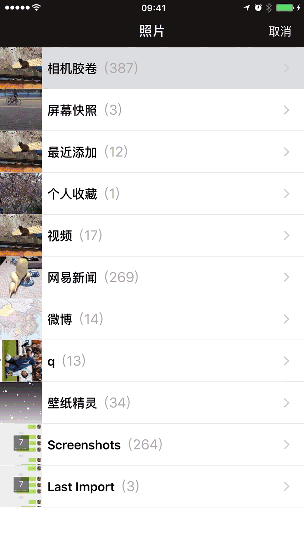 09:41
照片
取消
相机胶卷 (387)
屏幕快照 (3)
最近添加 (12)
个人收藏 (1)
视频 (17)
网易新闻 (269)
微博 (14)
q (13)
壁纸精灵 (34)
Screenshots (264)
7
Last Import (3)
7